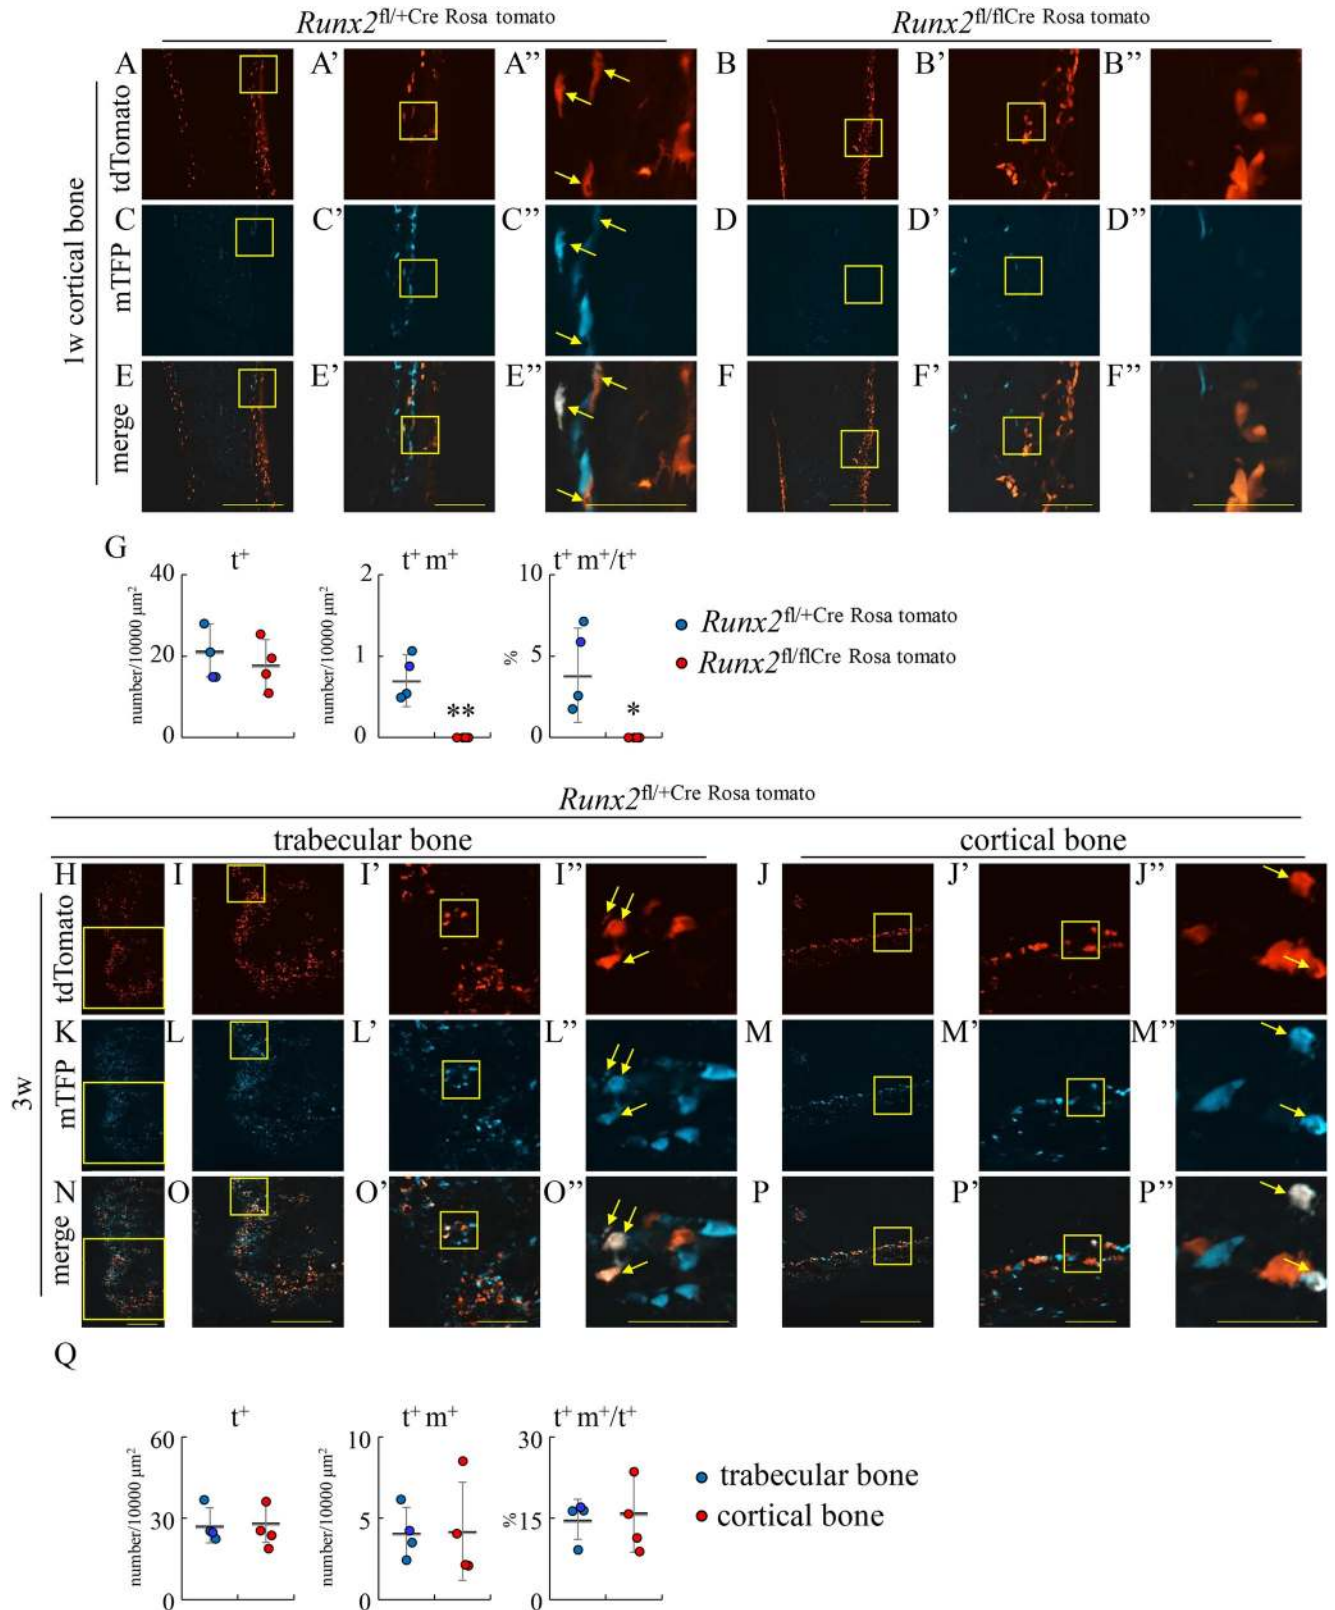 Runx2fl/+Cre Rosa tomato
Runx2fl/flCre Rosa tomato
A A' A'' B B' B''
tdTomato
C C' C'' D D' D''
mTFP
1w cortical bone
E E' E'' F F' F''
merge
G
t+
t+ m+
t+ m+/t+
40
20
0
number/10000 µm²
2
1
0
number/10000 µm²
**
10
5
0
%
*
Runx2fl/+Cre Rosa tomato
Runx2fl/flCre Rosa tomato
Runx2fl/+Cre Rosa tomato
trabecular bone
cortical bone
H I I' I'' J J' J''
tdTomato
K L L' L'' M M' M''
mTFP
3w
N O O' O'' P P' P''
merge
Q
t+
t+ m+
t+ m+/t+
60
30
0
number/10000 µm²
10
5
0
number/10000 µm²
30
15
0
%
trabecular bone
cortical bone